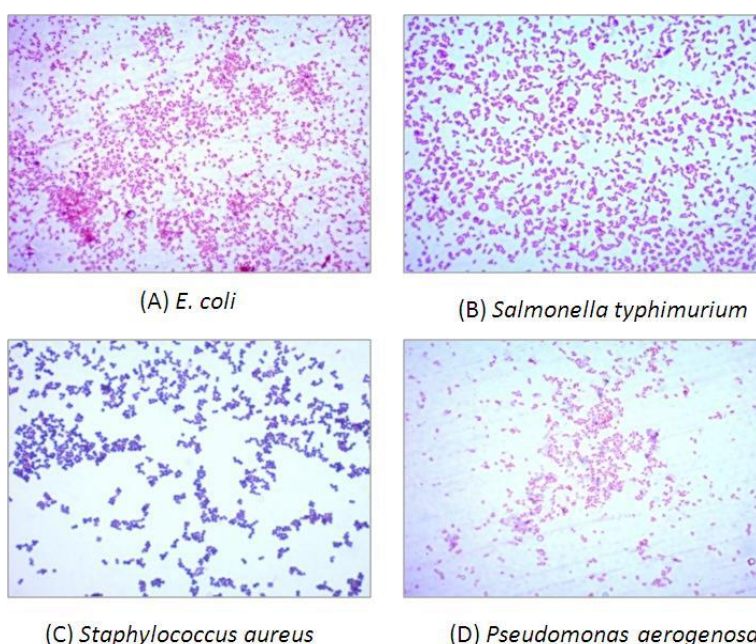 (A) E. coli
(B) Salmonella typhimurium
(C) Staphylococcus aureus
(D) Pseudomonas aerogenosa